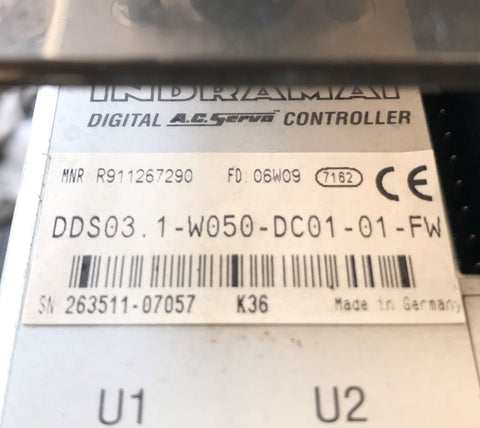 INDRAMAT
DIGITAL A.C. Servo CONTROLLER
MNR: R911267290 FD: 06W09 7162 CE
DDS03.1-W050-DC01-01-FW
SN: 263511-07057 K36 Made in Germany
U1 U2